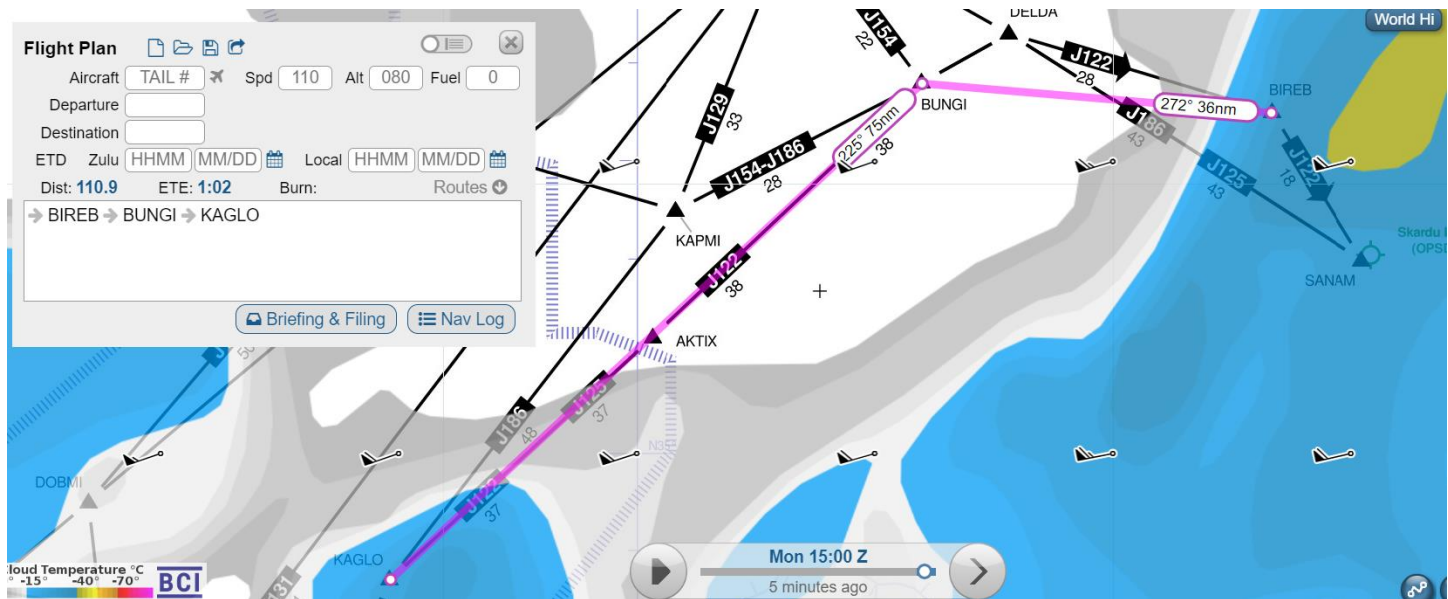 Flight Plan
Aircraft TAIL # Spd 110 Alt 080 Fuel 0
Departure
Destination
ETD Zulu HHMM MM/DD Local HHMM MM/DD
Dist: 110.9 ETE: 1:02 Burn: Routes
BIREB BUNGI KAGLO
Briefing & Filing Nav Log
World Hi
DELDA
J154
22
J122
28
BUNGI
272° 36nm
BIREB
J186
43
J129
33
225° 75nm
38
J154-J186
28
J125
43
J122
18
KAPMI
Skardu
(OPSD
SANAM
J122
38
AKTIX
50
J125
37
J186
48
N3
DOBMI
J122
37
KAGLO
J131
Mon 15:00 Z
5 minutes ago
Cloud Temperature °C
-15° -40° -70°
BCI